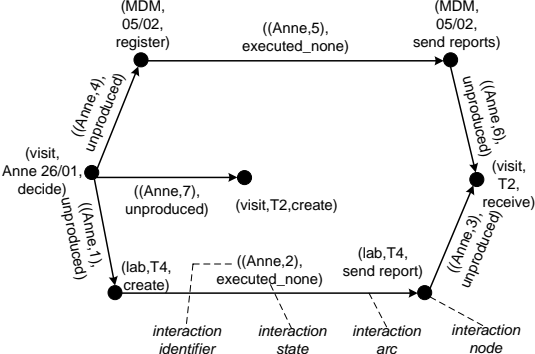 (MDM,
05/02,
register)
((Anne,5),
executed_none)
(MDM,
05/02,
send reports)
((Anne,4),
unproduced)
((Anne,6),
unproduced)
(visit,
Anne 26/01,
decide)
((Anne,7),
unproduced)
(visit,T2,create)
(visit,
T2,
receive)
((Anne,1),
unproduced)
((Anne,3),
unproduced)
(lab,T4,
create)
((Anne,2),
executed_none)
(lab,T4,
send report)
interaction
identifier
interaction
state
interaction
arc
interaction
node